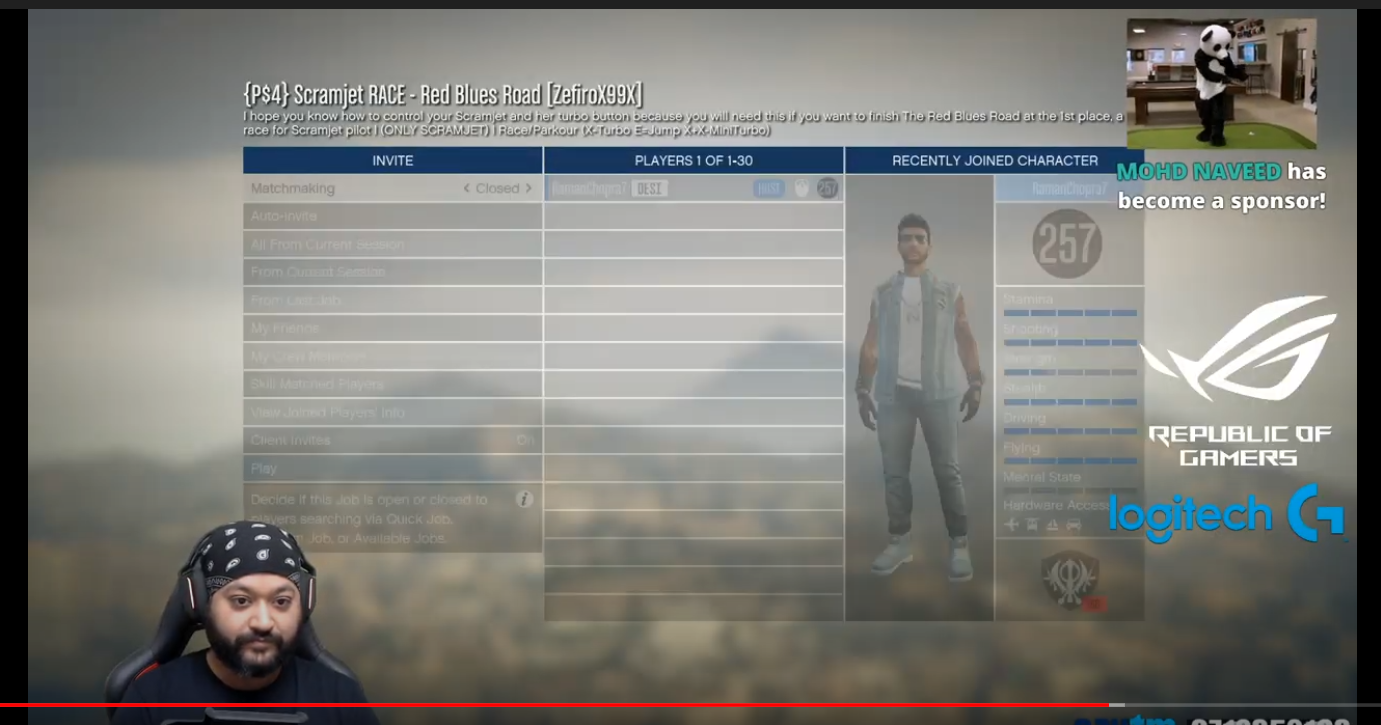 {P$4} Scramjet RACE - Red Blues Road [ZefiroX99X]
I hope you know how to control your Scramjet end her turbo button because you will need this if you want to finish The Red Blues Road at the 1st place, a
race for Scramjet pilot ! (ONLY SCRAMJET) ! Race/Parkour (X-Turbo E=Jump X+X-MiniTurbo)
INVITE
PLAYERS 1 OF 1-30
RECENTLY JOINED CHARACTER
Matchmaking < Closed >
RamanChopra7 DESI HOST 257
RamanChopra7
Auto-invite
All From Current Session
From Closed Session
From Last Job
My Friends
My Crew Members
Skill Matched Players
View Joined Players Info
Client Invites On
Play
Decide if this Job is open or closed to
players searching via Quick Job,
Job, or Available Jobs.
257
Stamina
Shooting
Strength
Stealth
Driving
Flying
Mental State
Hardware Access
MOHD NAVEED has
become a sponsor!
REPUBLIC OF
GAMERS
logitech G